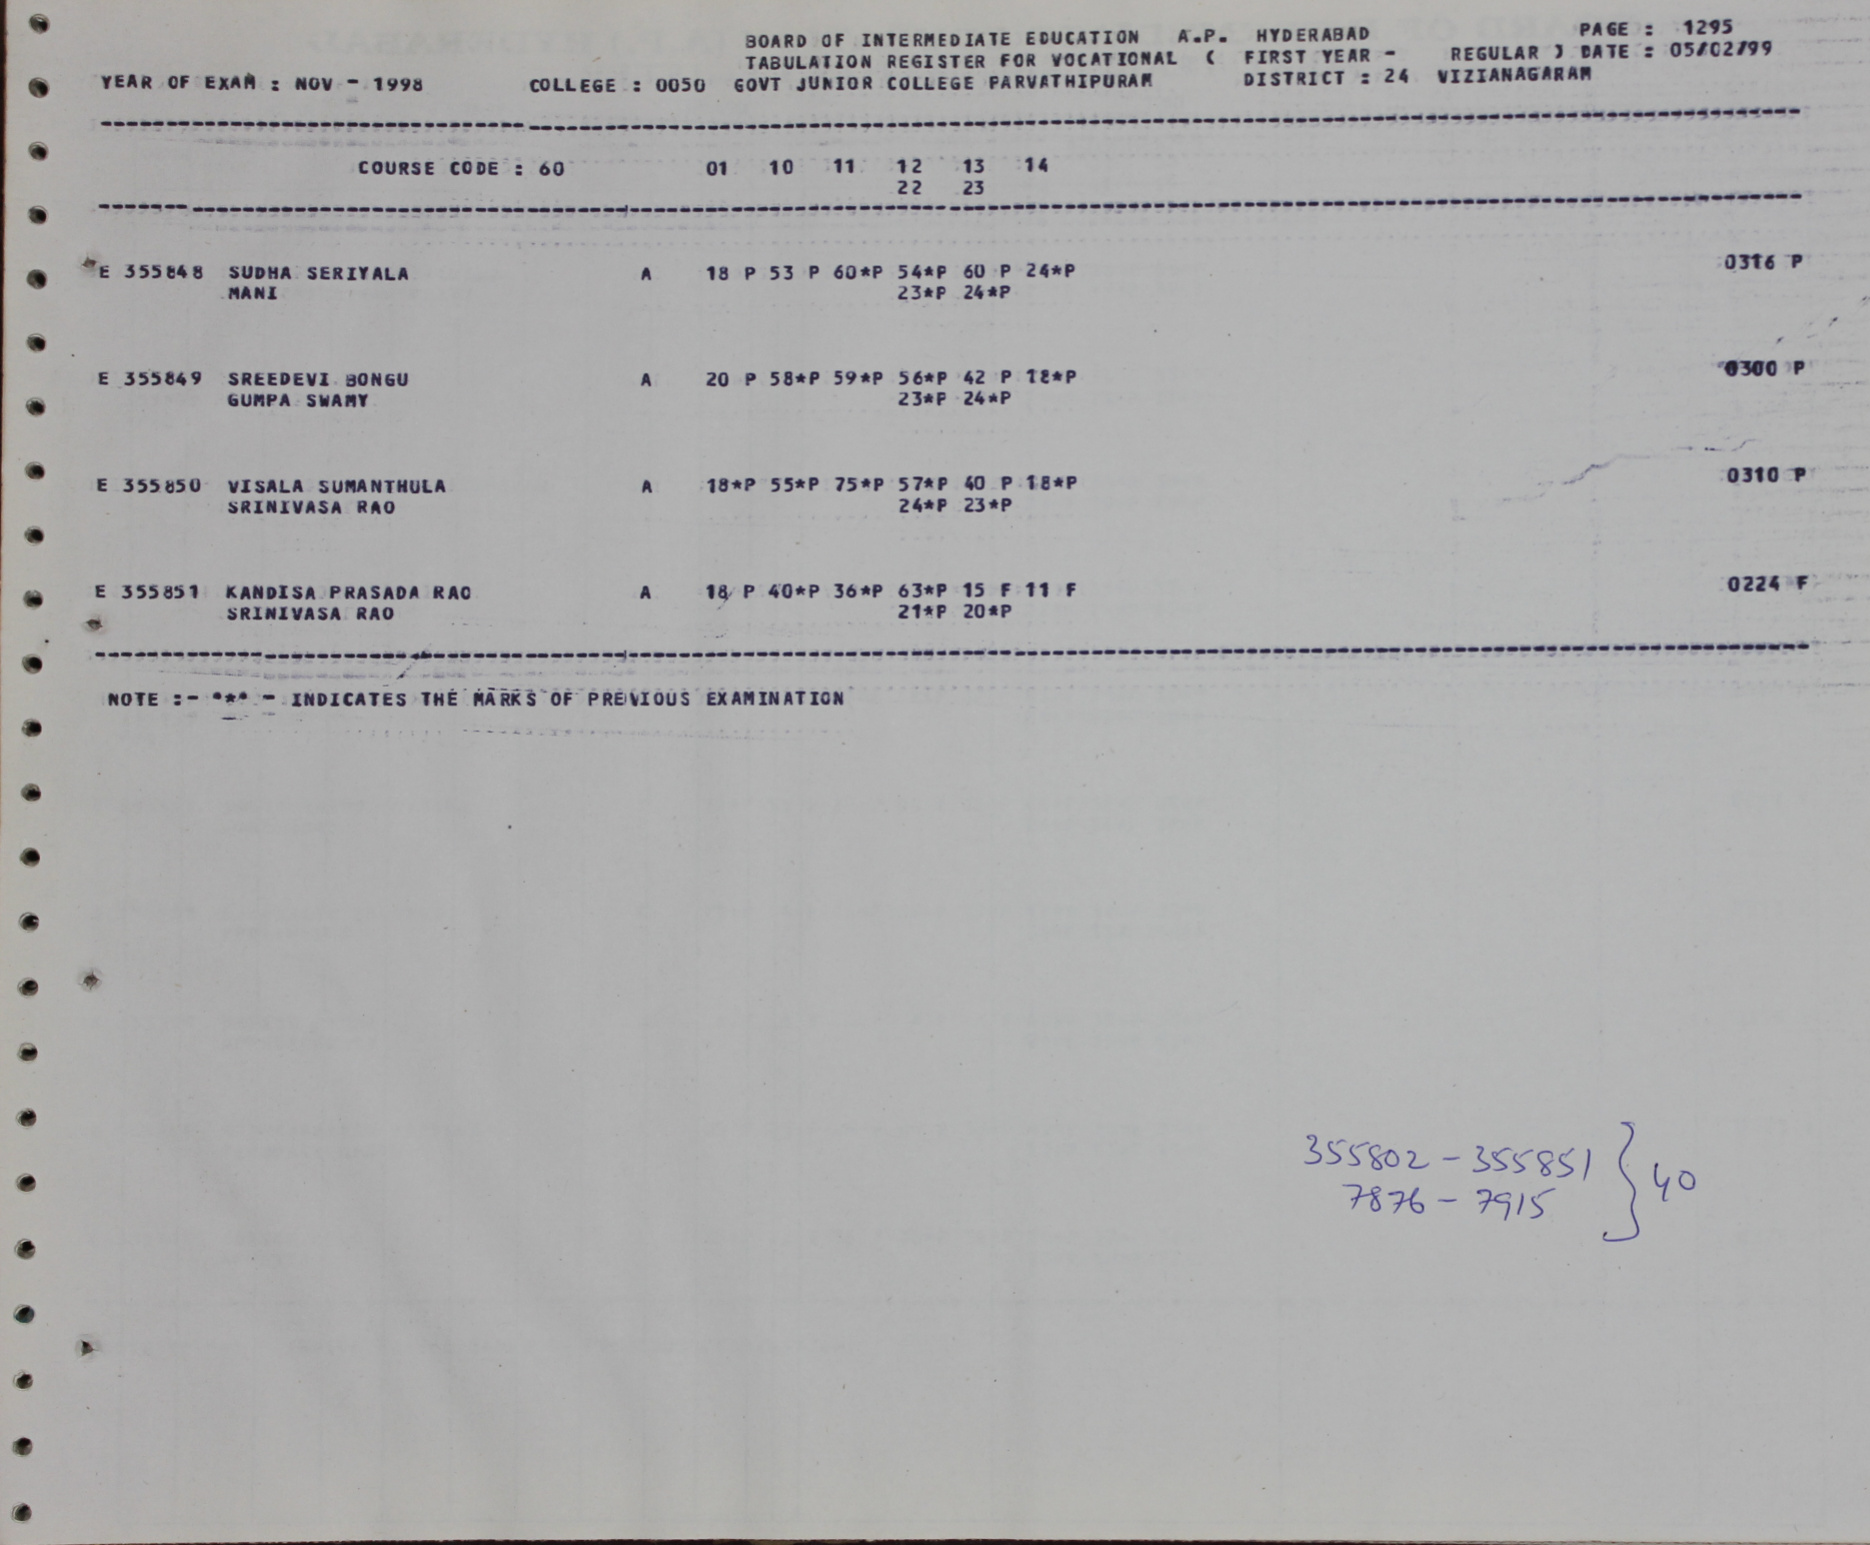 BOARD OF INTERMEDIATE EDUCATION A.P. HYDERABAD PAGE : 1295
TABULATION REGISTER FOR VOCATIONAL ( FIRST YEAR - REGULAR ) DATE : 05/02/99
YEAR OF EXAM : NOV - 1998 COLLEGE : 0050 GOVT JUNIOR COLLEGE PARVATHIPURAM DISTRICT : 24 VIZIANAGARAM
COURSE CODE : 60 01 10 11 12 13 14
22 23
E 355848 SUDHA SERIYALA A 18 P 53 P 60*P 54*P 60 P 24*P 0316 P
MANI 23*P 24*P
E 355849 SREEDEVI BONGU A 20 P 58*P 59*P 56*P 42 P 18*P 0300 P
GUMPA SWAMY 23*P 24*P
E 355850 VISALA SUMANTHULA A 18*P 55*P 75*P 57*P 40 P 18*P 0310 P
SRINIVASA RAO 24*P 23*P
E 355851 KANDISA PRASADA RAO A 18 P 40*P 36*P 63*P 15 F 11 F 0224 F
SRINIVASA RAO 21*P 20*P
NOTE :- "*" - INDICATES THE MARKS OF PREVIOUS EXAMINATION
355802 - 355851 } 40
7876 - 7915